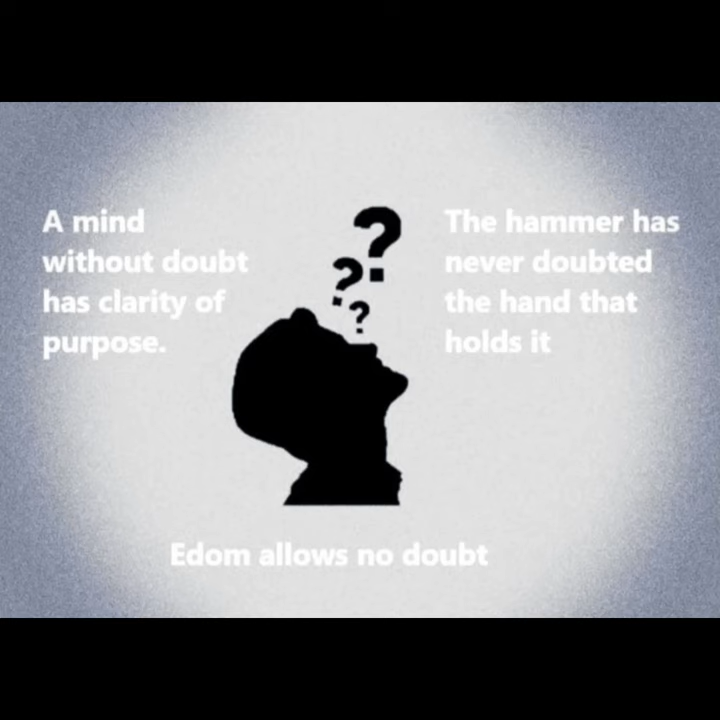 A mind
without doubt
has clarity of
purpose.
The hammer has
never doubted
the hand that
holds it
? ? ?
Edom allows no doubt